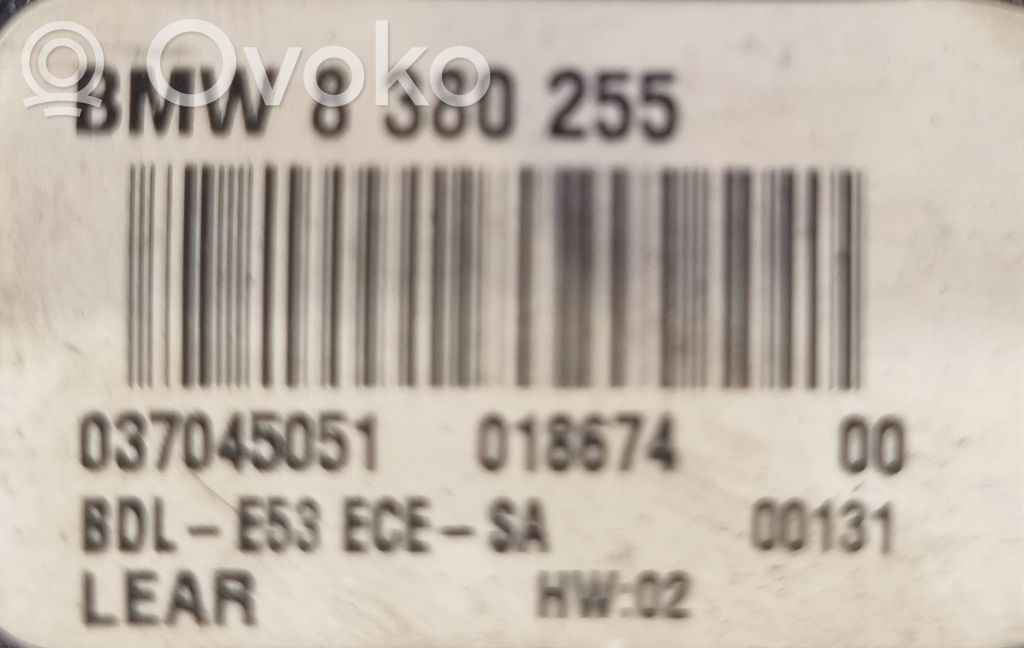 Ovoko
BMW 8 380 255
037045051 018674 00
BDL - E53 ECE - SA 00131
LEAR HW:02